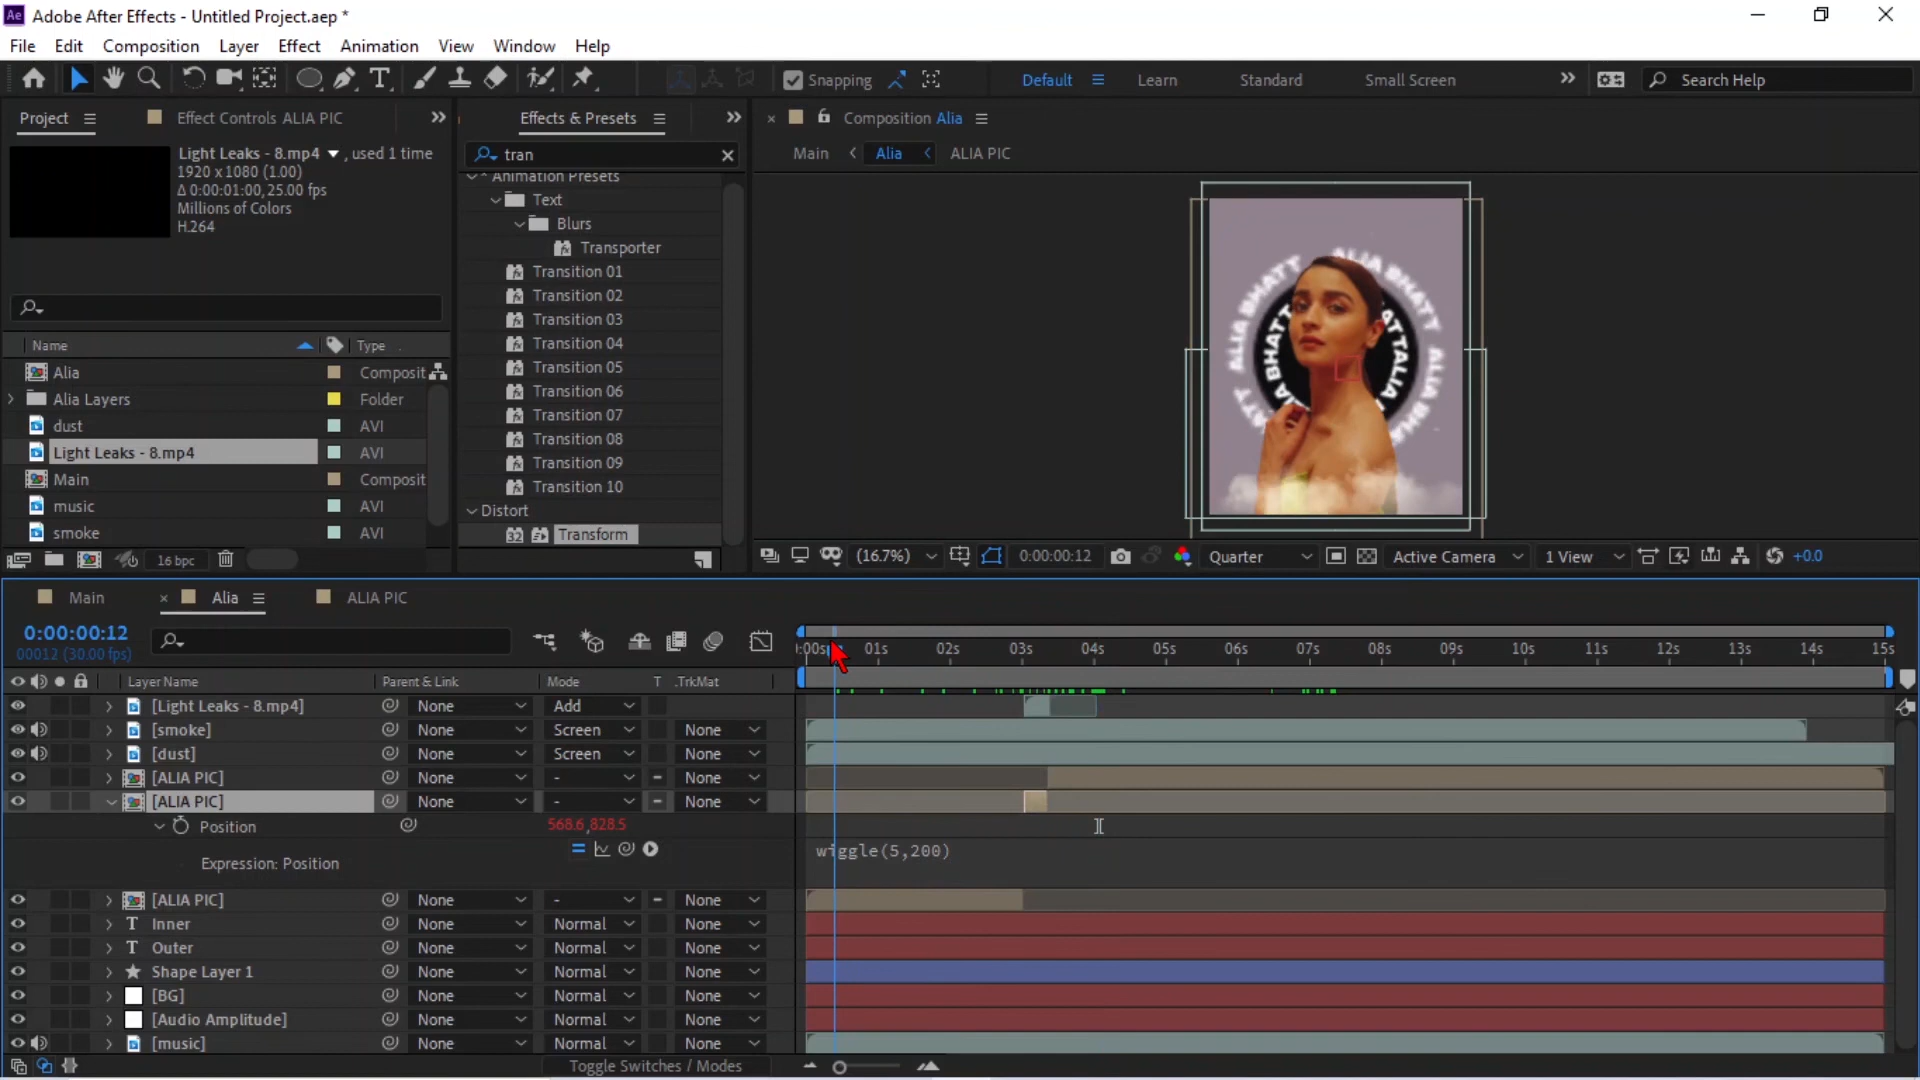 Ae Adobe After Effects - Untitled Project.aep *
File Edit Composition Layer Effect Animation View Window Help
T Snapping Default Learn Standard Small Screen Search Help
Project Effect Controls ALIA PIC
Light Leaks - 8.mp4 , used 1 time
1920 x 1080 (1.00)
Δ 0:00:01:00, 25.00 fps
Millions of Colors
H.264
Name Type
Alia Composit
Alia Layers Folder
dust AVI
Light Leaks - 8.mp4 AVI
Main Composit
music AVI
smoke AVI
16 bpc
Effects & Presets
tran
* Animation Presets
Text
Blurs
Transporter
Transition 01
Transition 02
Transition 03
Transition 04
Transition 05
Transition 06
Transition 07
Transition 08
Transition 09
Transition 10
Distort
32 Transform
Composition Alia
Main Alia ALIA PIC
ALIA BHATT ALIA BHATT ALIA BHA
BHATT
(16.7%) 0:00:00:12 Quarter Active Camera 1 View +0.0
Main Alia ALIA PIC
0:00:00:12
00012 (30.00 fps)
:00s 01s 02s 03s 04s 05s 06s 07s 08s 09s 10s 11s 12s 13s 14s 15s
Layer Name Parent & Link Mode T .TrkMat
[Light Leaks - 8.mp4] None Add
[smoke] None Screen None
[dust] None Screen None
[ALIA PIC] None - None
[ALIA PIC] None - None
Position 568.6,828.5
Expression: Position wiggle(5,200)
[ALIA PIC] None - None
T Inner None Normal None
T Outer None Normal None
Shape Layer 1 None Normal None
[BG] None Normal None
[Audio Amplitude] None Normal None
[music] None Normal None
Toggle Switches / Modes